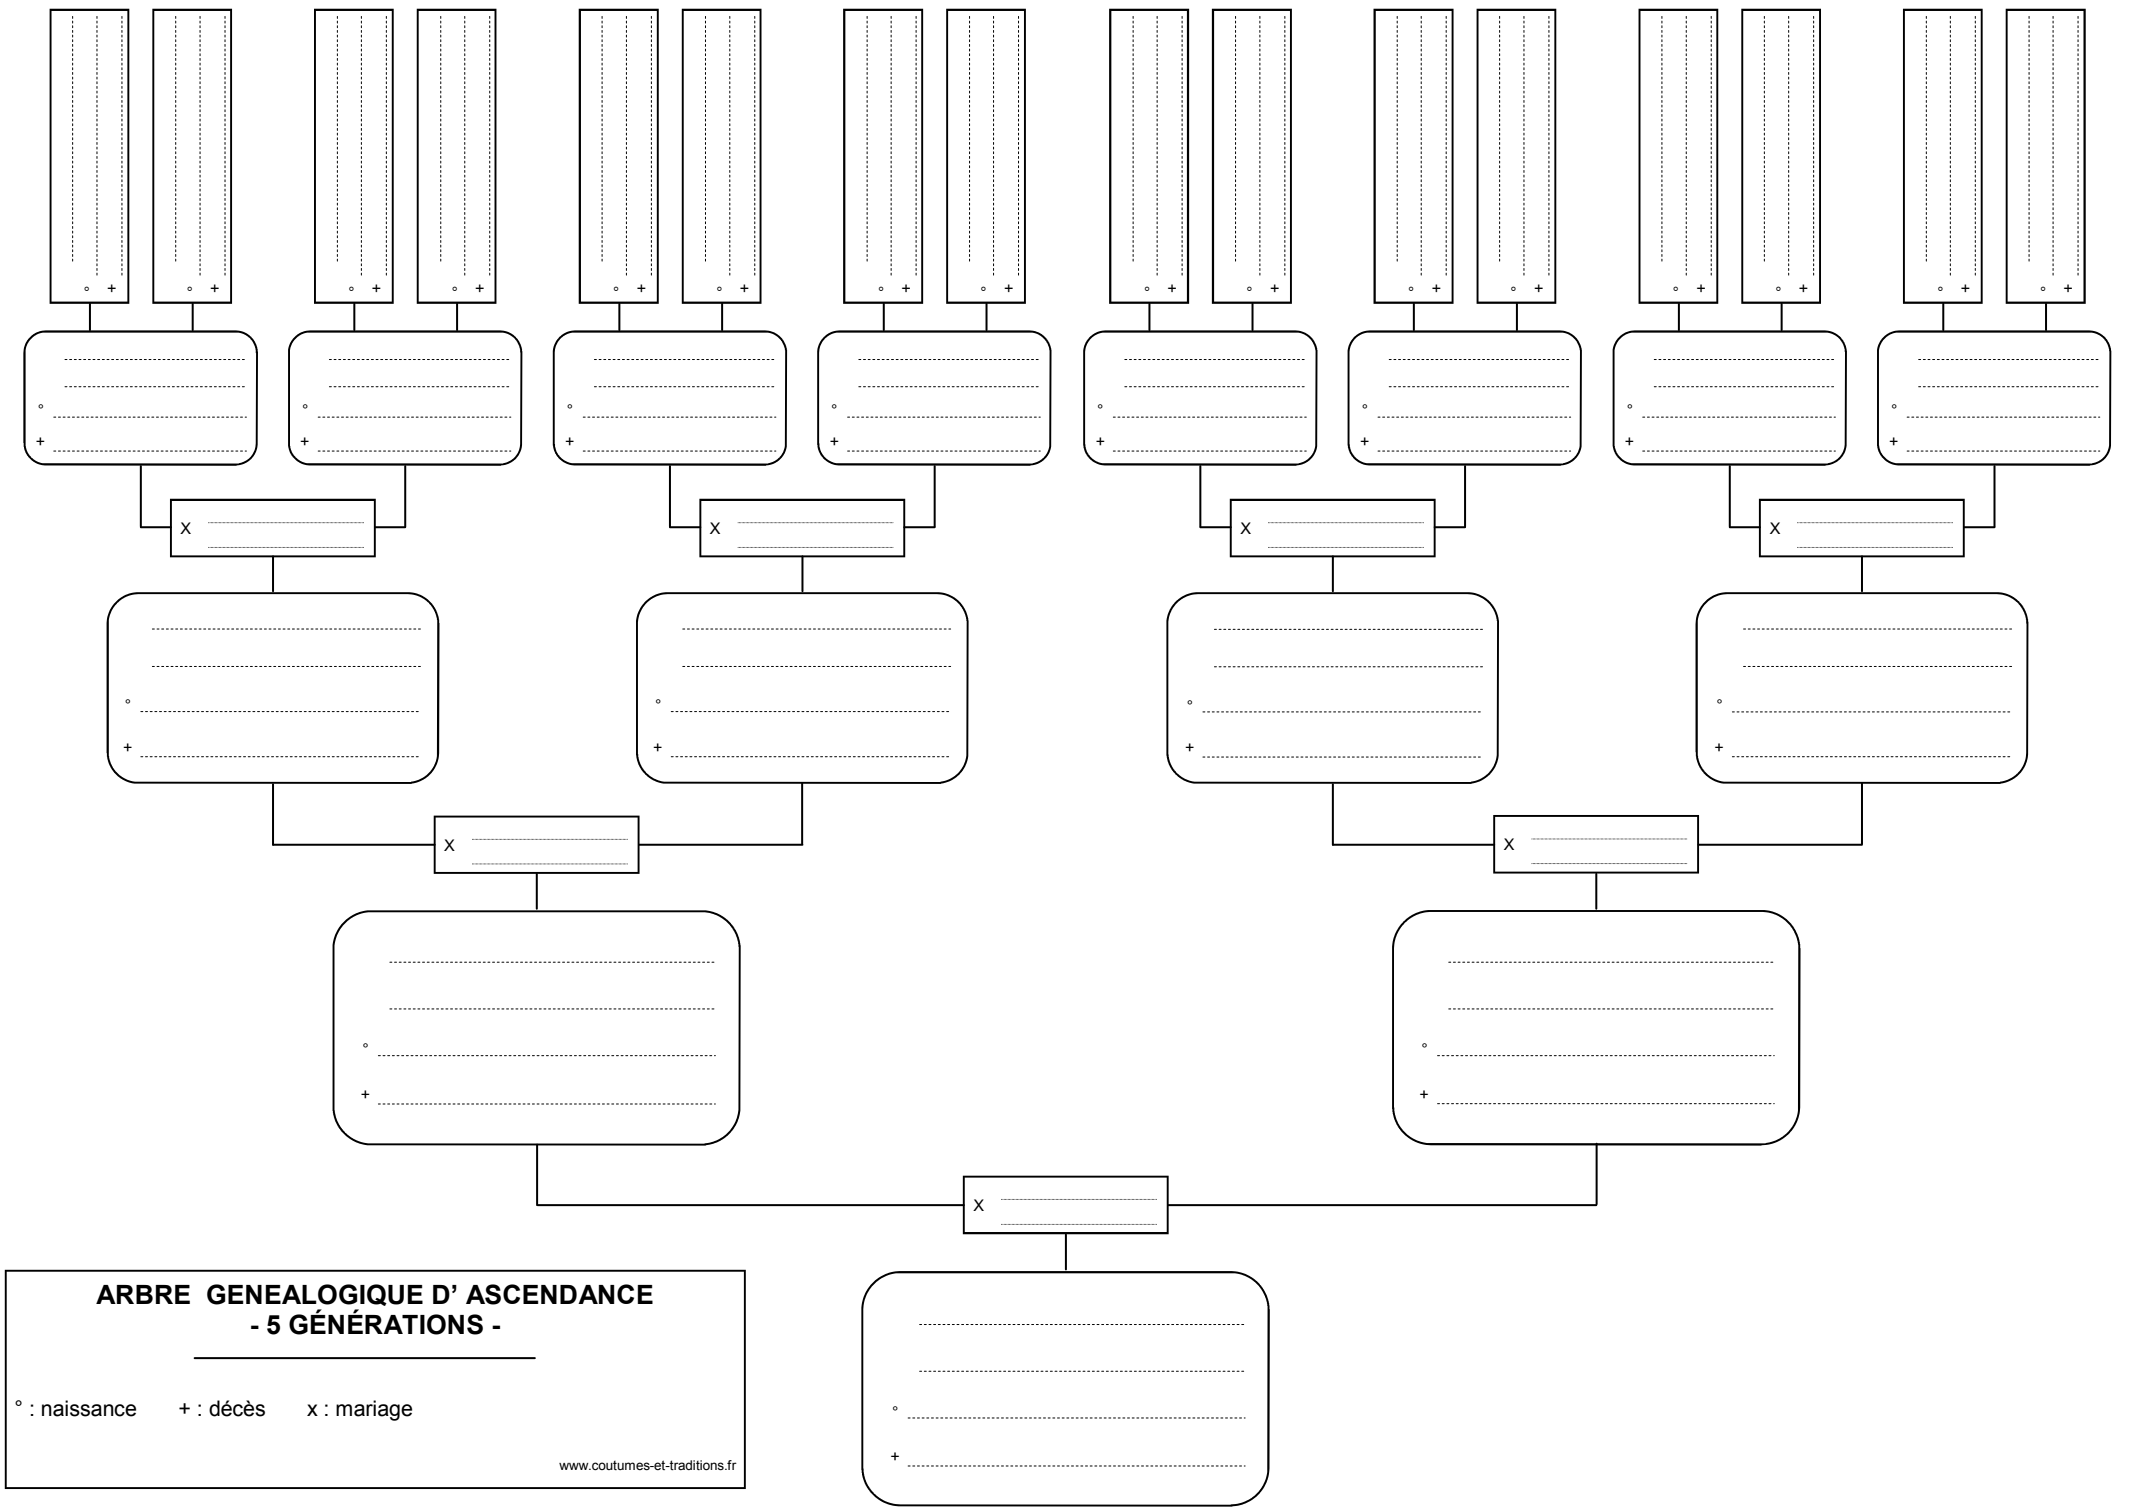 ° + ° + ° + ° + ° + ° + ° + ° + ° + ° + ° + ° + ° + ° + ° + ° +
° ° ° ° ° ° ° °
+ + + + + + + +
X X X X
° ° ° °
+ + + +
X X
° °
+ +
X
ARBRE GENEALOGIQUE D’ ASCENDANCE
- 5 GÉNÉRATIONS -
° : naissance + : décès x : mariage
www.coutumes-et-traditions.fr
°
+